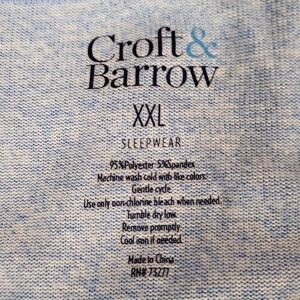 Croft&
Barrow
XXL
SLEEPWEAR
95%Polyester 5%Spandex
Machine wash cold with like colors.
Gentle cycle.
Use only non-chlorine bleach when needed.
Tumble dry low.
Remove promptly.
Cool iron if needed.
Made to China
RN# 73277